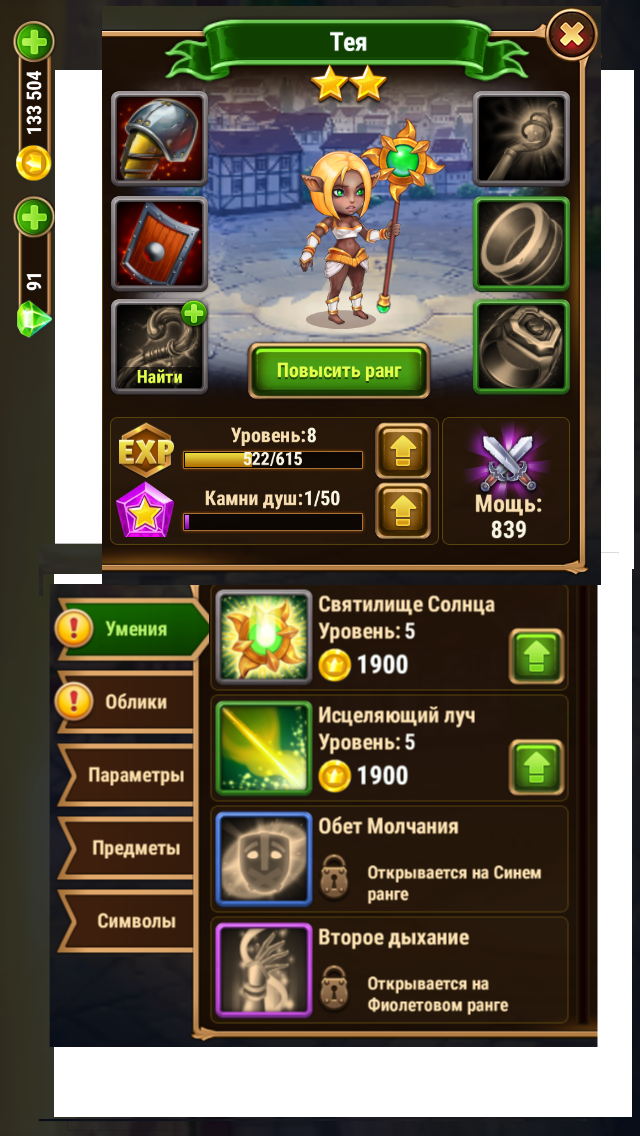 Тея
133 504
91
Найти
Повысить ранг
EXP
Уровень:8
522/615
Камни душ:1/50
Мощь:
839
Умения
Облики
Параметры
Предметы
Символы
Святилище Солнца
Уровень: 5
1900
Исцеляющий луч
Уровень: 5
1900
Обет Молчания
Открывается на Синем
ранге
Второе дыхание
Открывается на
Фиолетовом ранге